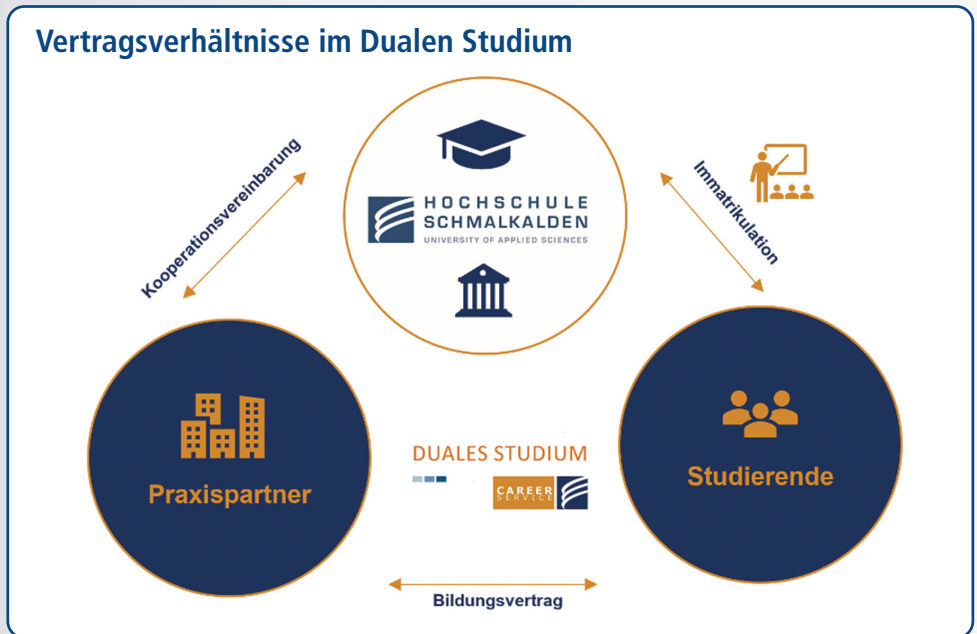 Vertragsverhältnisse im Dualen Studium
Kooperationsvereinbarung
HOCHSCHULE
SCHMALKALDEN
UNIVERSITY OF APPLIED SCIENCES
Immatrikulation
Praxispartner
DUALES STUDIUM
CAREER
SERVICE
Studierende
Bildungsvertrag